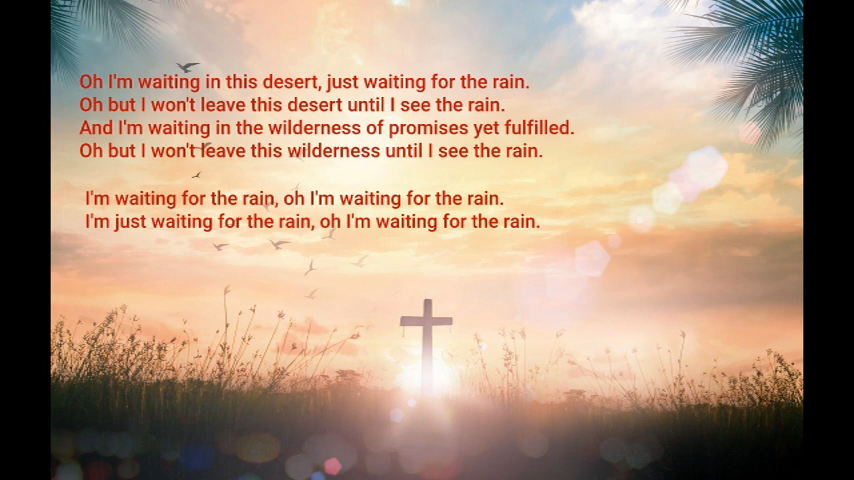 Oh I'm waiting in this desert, just waiting for the rain.
Oh but I won't leave this desert until I see the rain.
And I'm waiting in the wilderness of promises yet fulfilled.
Oh but I won't leave this wilderness until I see the rain.
I'm waiting for the rain, oh I'm waiting for the rain.
I'm just waiting for the rain, oh I'm waiting for the rain.